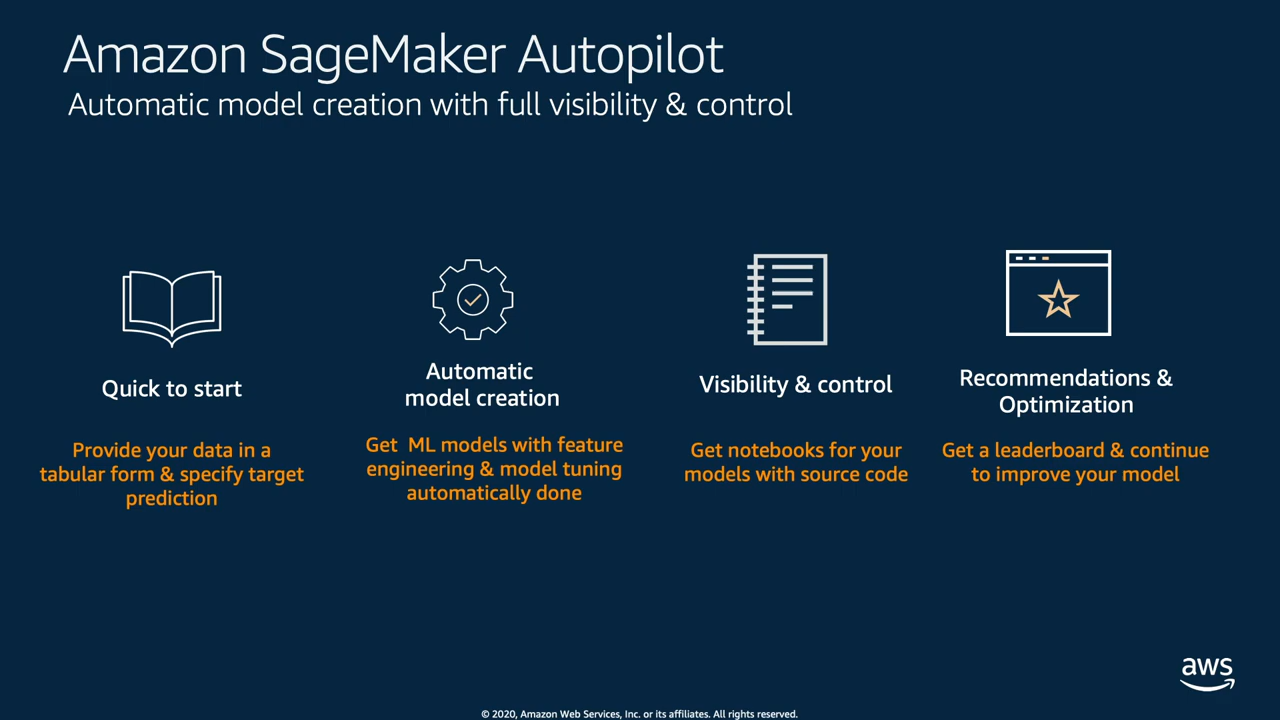 Amazon SageMaker Autopilot
Automatic model creation with full visibility & control
Quick to start
Provide your data in a
tabular form & specify target
prediction
Automatic
model creation
Get  ML models with feature
engineering & model tuning
automatically done
Visibility & control
Get notebooks for your
models with source code
Recommendations &
Optimization
Get a leaderboard & continue
to improve your model
aws
© 2020, Amazon Web Services, Inc. or its affiliates. All rights reserved.